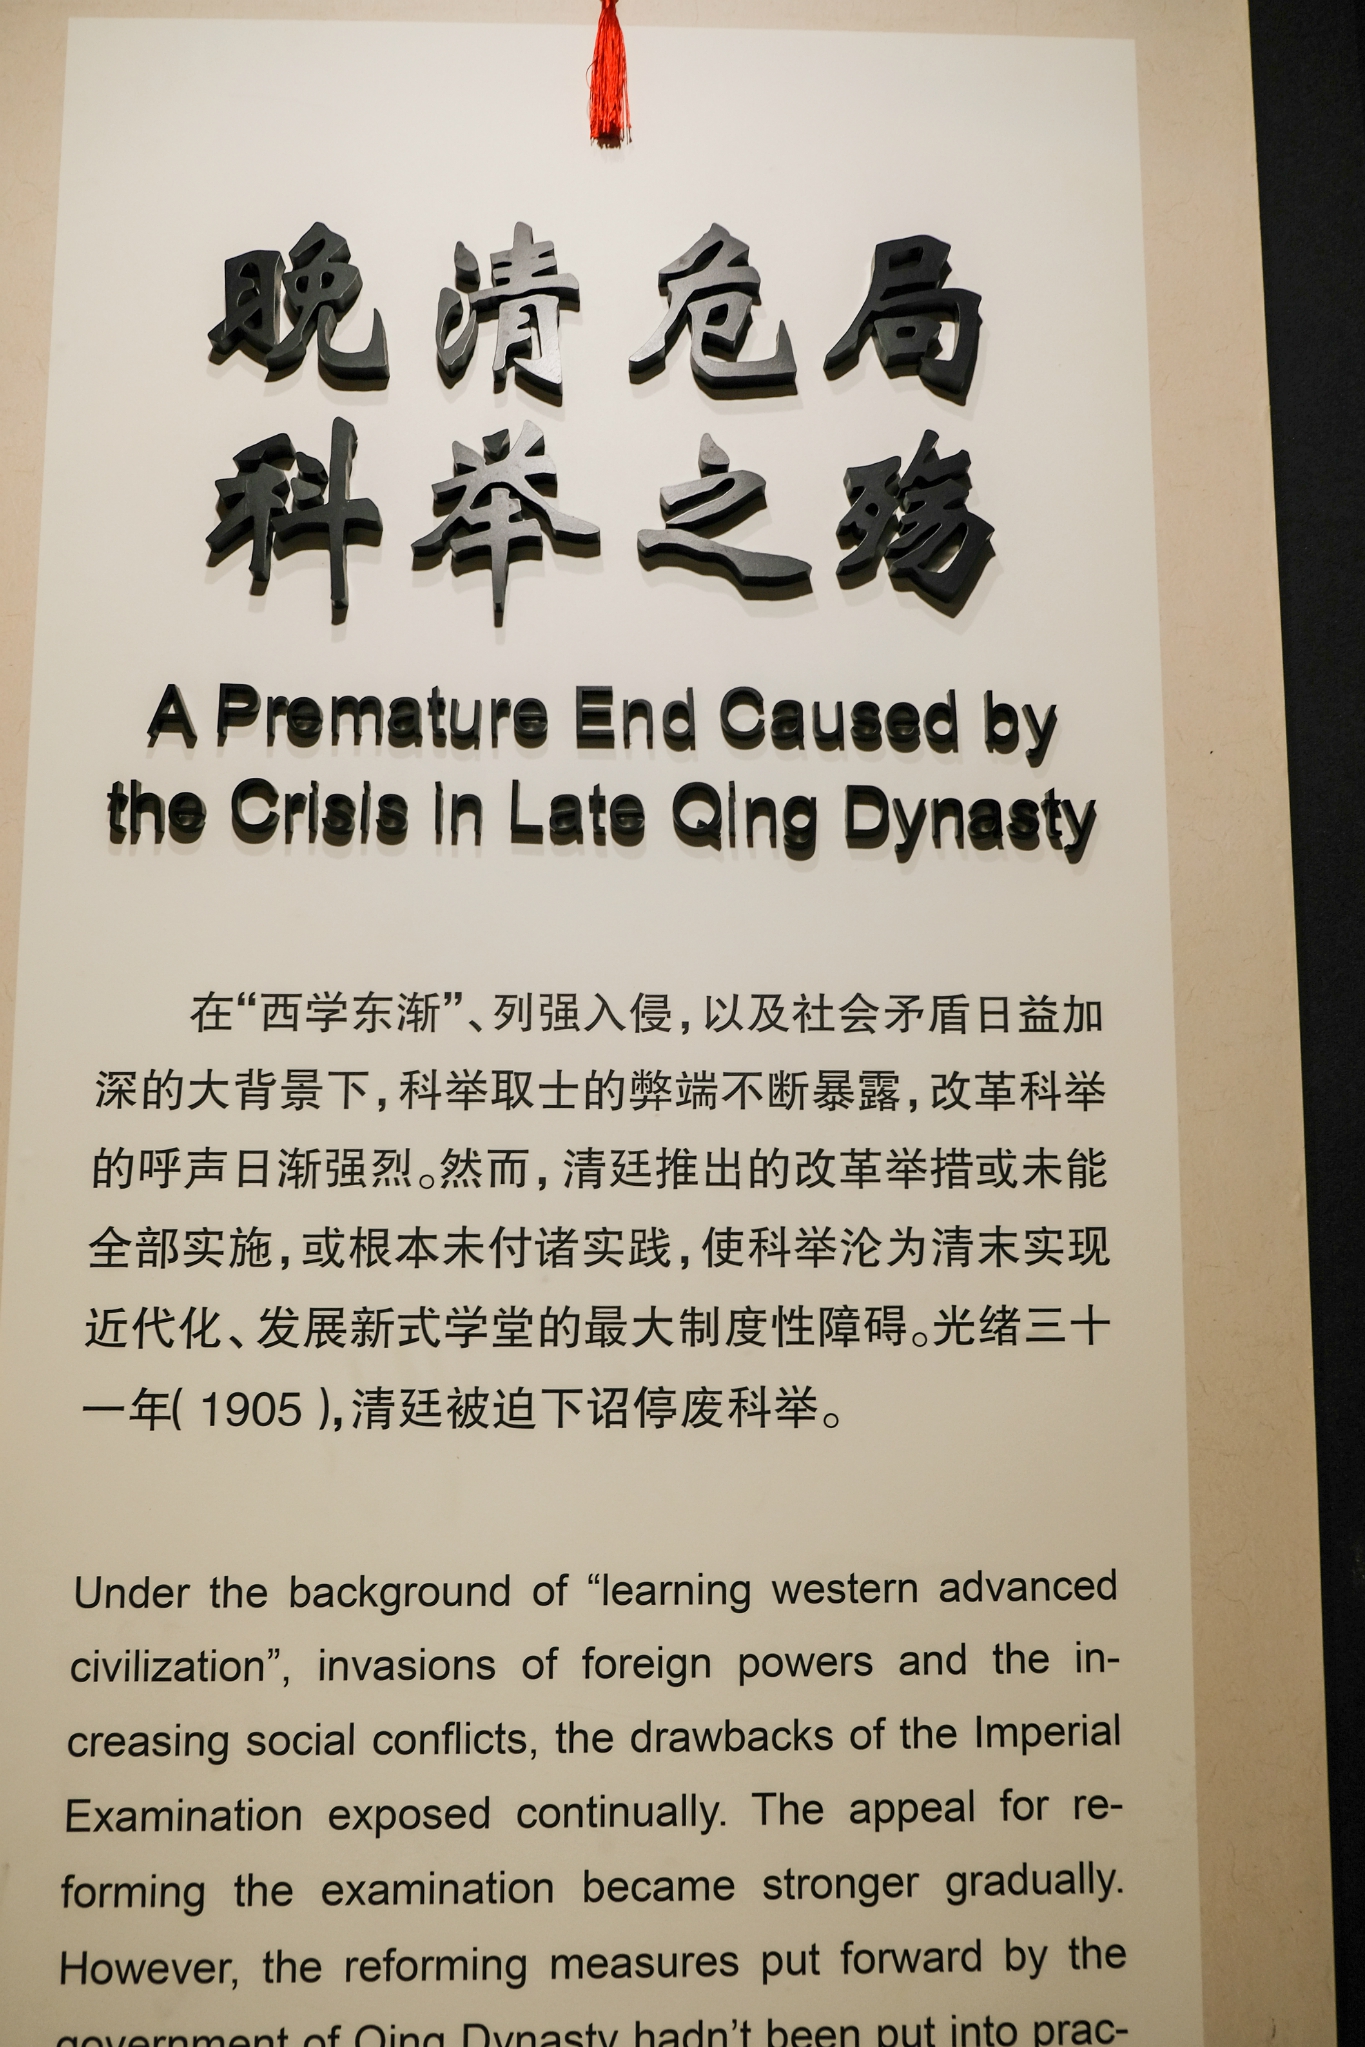 晚清危局
科举之殇
A Premature End Caused by
the Crisis in Late Qing Dynasty
在“西学东渐”、列强入侵,以及社会矛盾日益加
深的大背景下,科举取士的弊端不断暴露,改革科举
的呼声日渐强烈。然而,清廷推出的改革举措或未能
全部实施,或根本未付诸实践,使科举沦为清末实现
近代化、发展新式学堂的最大制度性障碍。光绪三十
一年( 1905 ),清廷被迫下诏停废科举。
Under the background of “learning western advanced
civilization”, invasions of foreign powers and the in-
creasing social conflicts, the drawbacks of the Imperial
Examination exposed continually. The appeal for re-
forming the examination became stronger gradually.
However, the reforming measures put forward by the
government of Qing Dynasty hadn’t been put into prac-